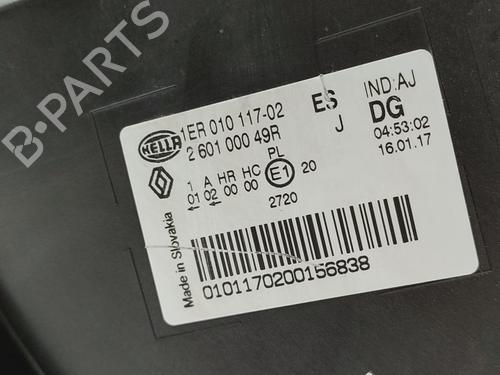 B-PARTS
HELLA
1ER 010 117-02
2 601 000 49R
ES
J
IND:AJ
DG
04:53:02
16.01.17
1 A HR HC PL
01 02 00 00 E1 20
2720
Made in Slovakia
0101170200156838